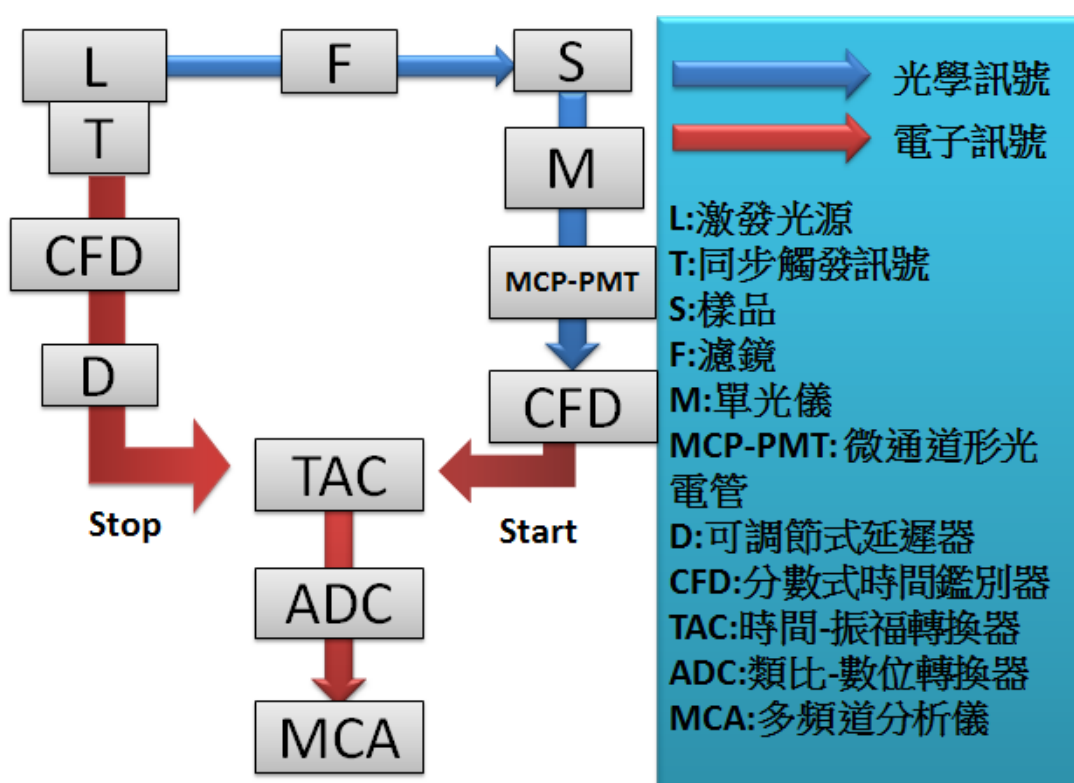 L
F
S
T
M
CFD
MCP-PMT
D
CFD
TAC
Stop
Start
ADC
MCA
光學訊號
電子訊號
L:激發光源
T:同步觸發訊號
S:樣品
F:濾鏡
M:單光儀
MCP-PMT: 微通道形光
電管
D:可調節式延遲器
CFD:分數式時間鑑別器
TAC:時間-振福轉換器
ADC:類比-數位轉換器
MCA:多頻道分析儀